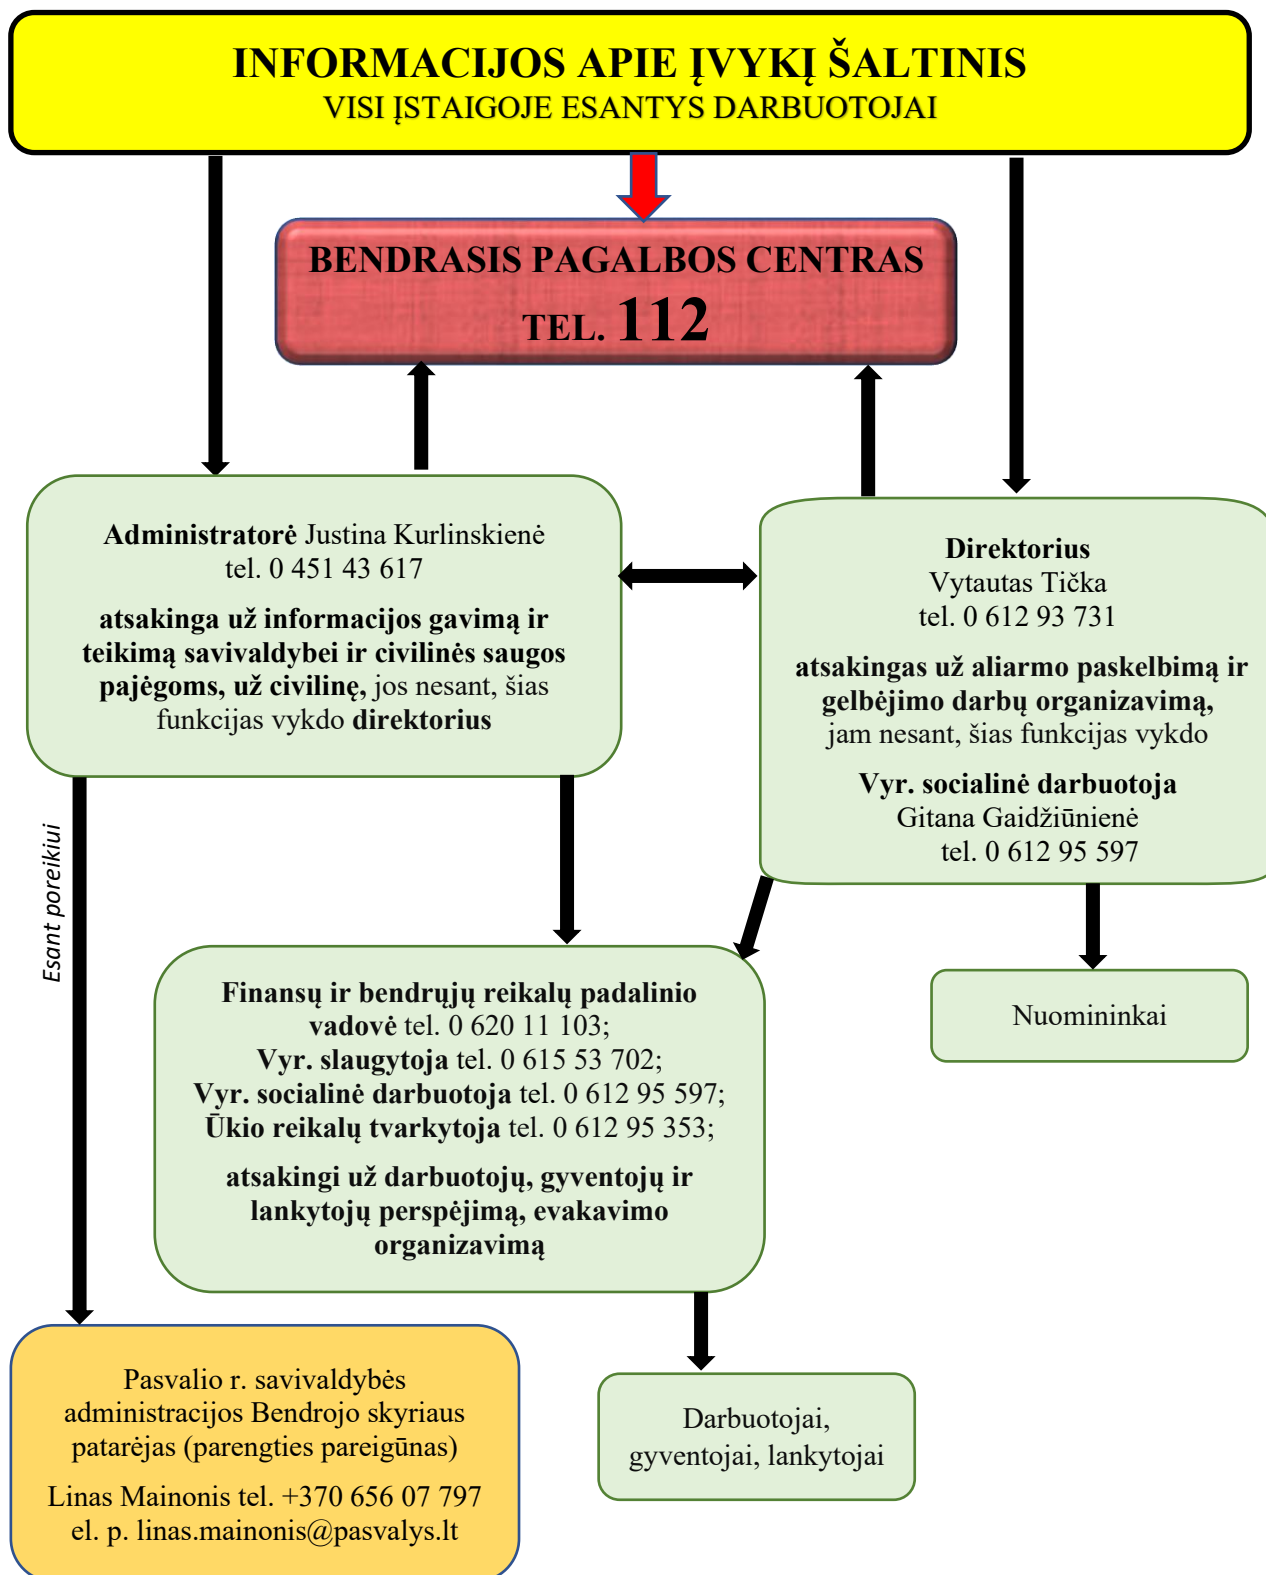 INFORMACIJOS APIE ĮVYKĮ ŠALTINIS
VISI ĮSTAIGOJE ESANTYS DARBUOTOJAI
BENDRASIS PAGALBOS CENTRAS
TEL. 112
Administratorė Justina Kurlinskienė
tel. 0 451 43 617
atsakinga už informacijos gavimą ir
teikimą savivaldybei ir civilinės saugos
pajėgoms, už civilinę, jos nesant, šias
funkcijas vykdo direktorius
Direktorius
Vytautas Tička
tel. 0 612 93 731
atsakingas už aliarmo paskelbimą ir
gelbėjimo darbų organizavimą,
jam nesant, šias funkcijas vykdo
Vyr. socialinė darbuotoja
Gitana Gaidžiūnienė
tel. 0 612 95 597
Esant poreikiui
Finansų ir bendrųjų reikalų padalinio
vadovė tel. 0 620 11 103;
Vyr. slaugytoja tel. 0 615 53 702;
Vyr. socialinė darbuotoja tel. 0 612 95 597;
Ūkio reikalų tvarkytoja tel. 0 612 95 353;
atsakingi už darbuotojų, gyventojų ir
lankytojų perspėjimą, evakavimo
organizavimą
Nuomininkai
Pasvalio r. savivaldybės
administracijos Bendrojo skyriaus
patarėjas (parengties pareigūnas)
Linas Mainonis tel. +370 656 07 797
el. p. linas.mainonis@pasvalys.lt
Darbuotojai,
gyventojai, lankytojai